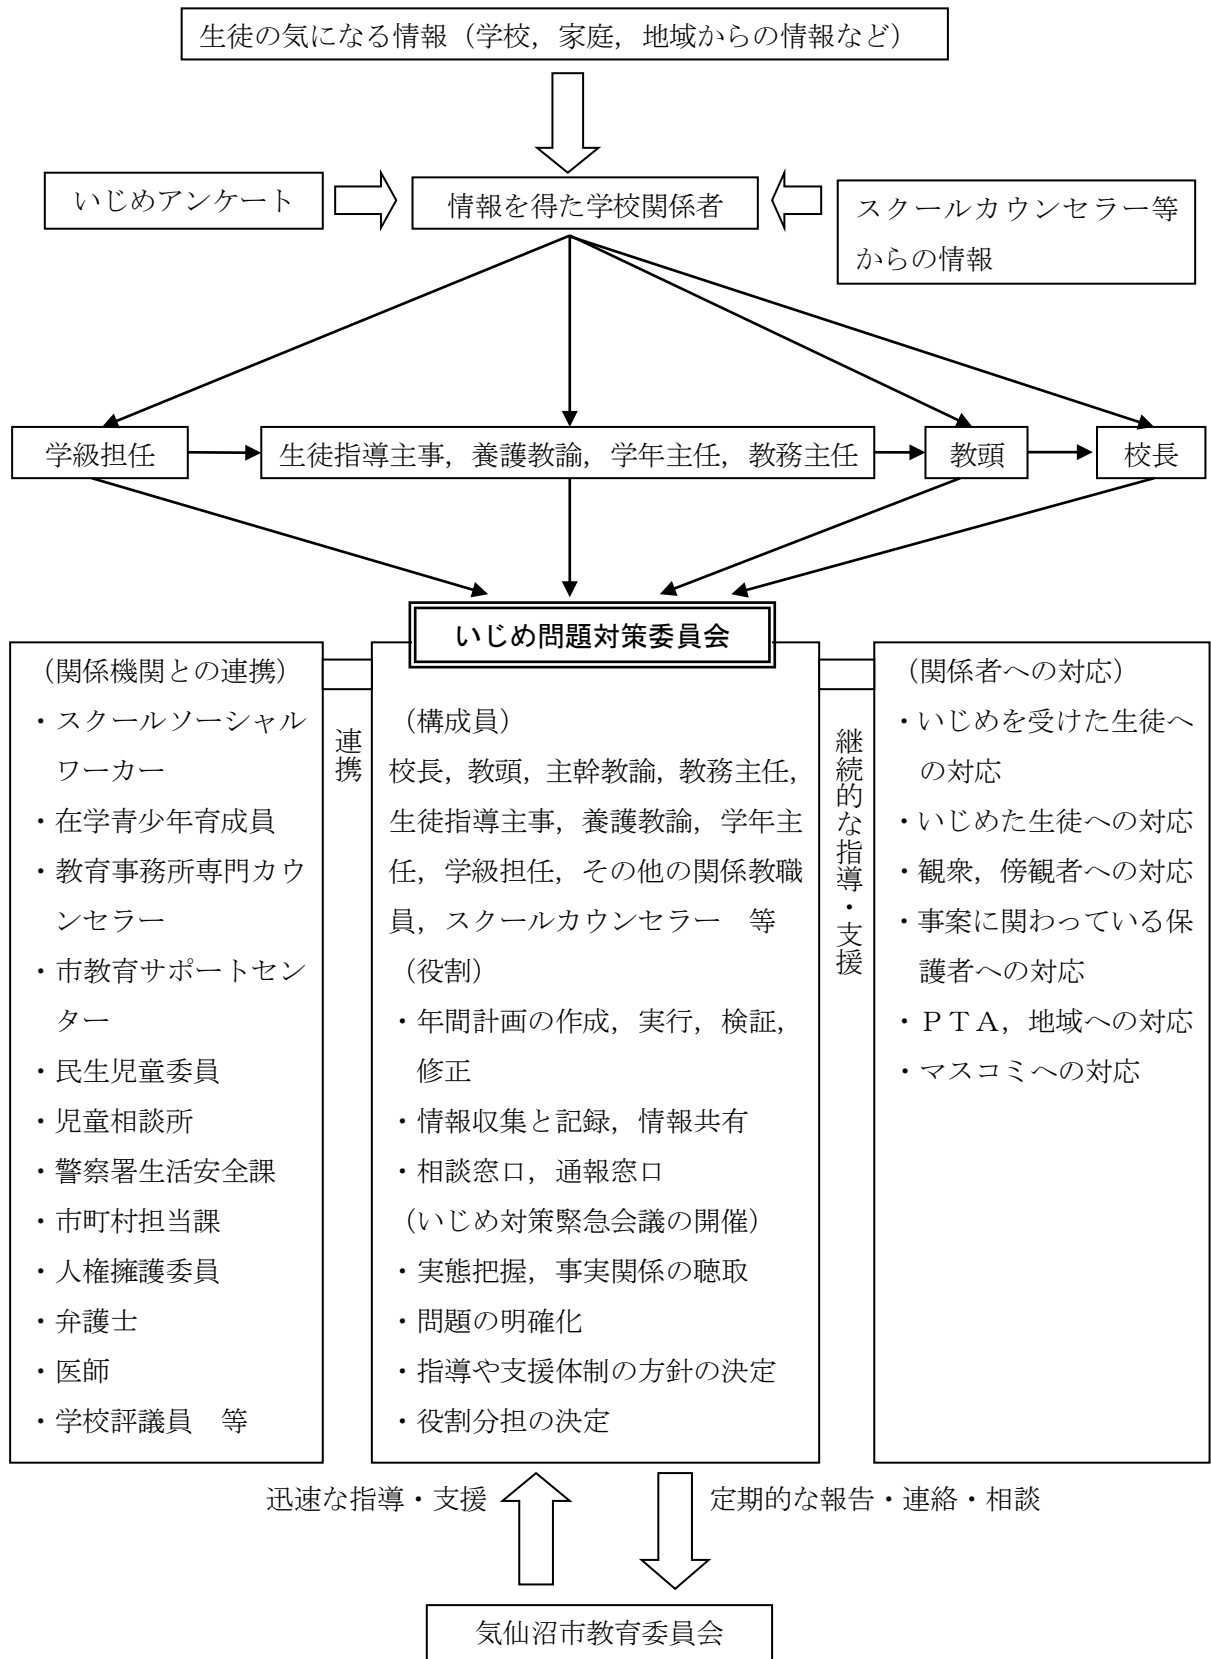 生徒の気になる情報（学校，家庭，地域からの情報など）
いじめアンケート
情報を得た学校関係者
スクールカウンセラー等
からの情報
学級担任
生徒指導主事，養護教諭，学年主任，教務主任
教頭
校長
いじめ問題対策委員会
（関係機関との連携）
・スクールソーシャル
ワーカー
・在学青少年育成員
・教育事務所専門カウ
ンセラー
・市教育サポートセン
ター
・民生児童委員
・児童相談所
・警察署生活安全課
・市町村担当課
・人権擁護委員
・弁護士
・医師
・学校評議員　等
連携
（構成員）
校長，教頭，主幹教諭，教務主任，
生徒指導主事，養護教諭，学年主
任，学級担任，その他の関係教職
員，スクールカウンセラー　等
（役割）
・年間計画の作成，実行，検証，
修正
・情報収集と記録，情報共有
・相談窓口，通報窓口
（いじめ対策緊急会議の開催）
・実態把握，事実関係の聴取
・問題の明確化
・指導や支援体制の方針の決定
・役割分担の決定
継続的な指導・支援
（関係者への対応）
・いじめを受けた生徒へ
の対応
・いじめた生徒への対応
・観衆，傍観者への対応
・事案に関わっている保
護者への対応
・ＰＴＡ，地域への対応
・マスコミへの対応
迅速な指導・支援
定期的な報告・連絡・相談
気仙沼市教育委員会